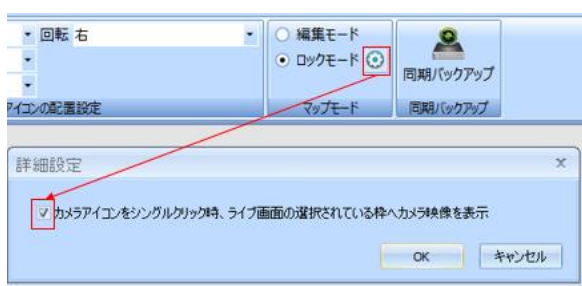 回転 右
編集モード
ロックモード
同期バックアップ
アイコンの配置設定
マップモード
同期バックアップ
詳細設定
x
カメラアイコンをシングルクリック時、ライブ画面の選択されている枠へカメラ映像を表示
OK
キャンセル